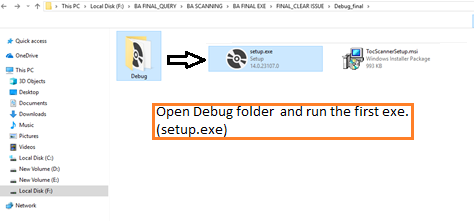 This PC > Local Disk (F:) > BA FINAL_QUERY > BA SCANNING > BA FINAL EXE > FINAL_CLEAR ISSUE > Debug_final >
Quick access
OneDrive
This PC
3D Objects
Desktop
Documents
Downloads
Music
Pictures
Videos
Local Disk (C:)
New Volume (D:)
New Volume (E:)
Local Disk (F:)
Debug
setup.exe
Setup
14.0.23107.0
TocScannerSetup.msi
Windows Installer Package
993 KB
Open Debug folder and run the first exe.
(setup.exe)